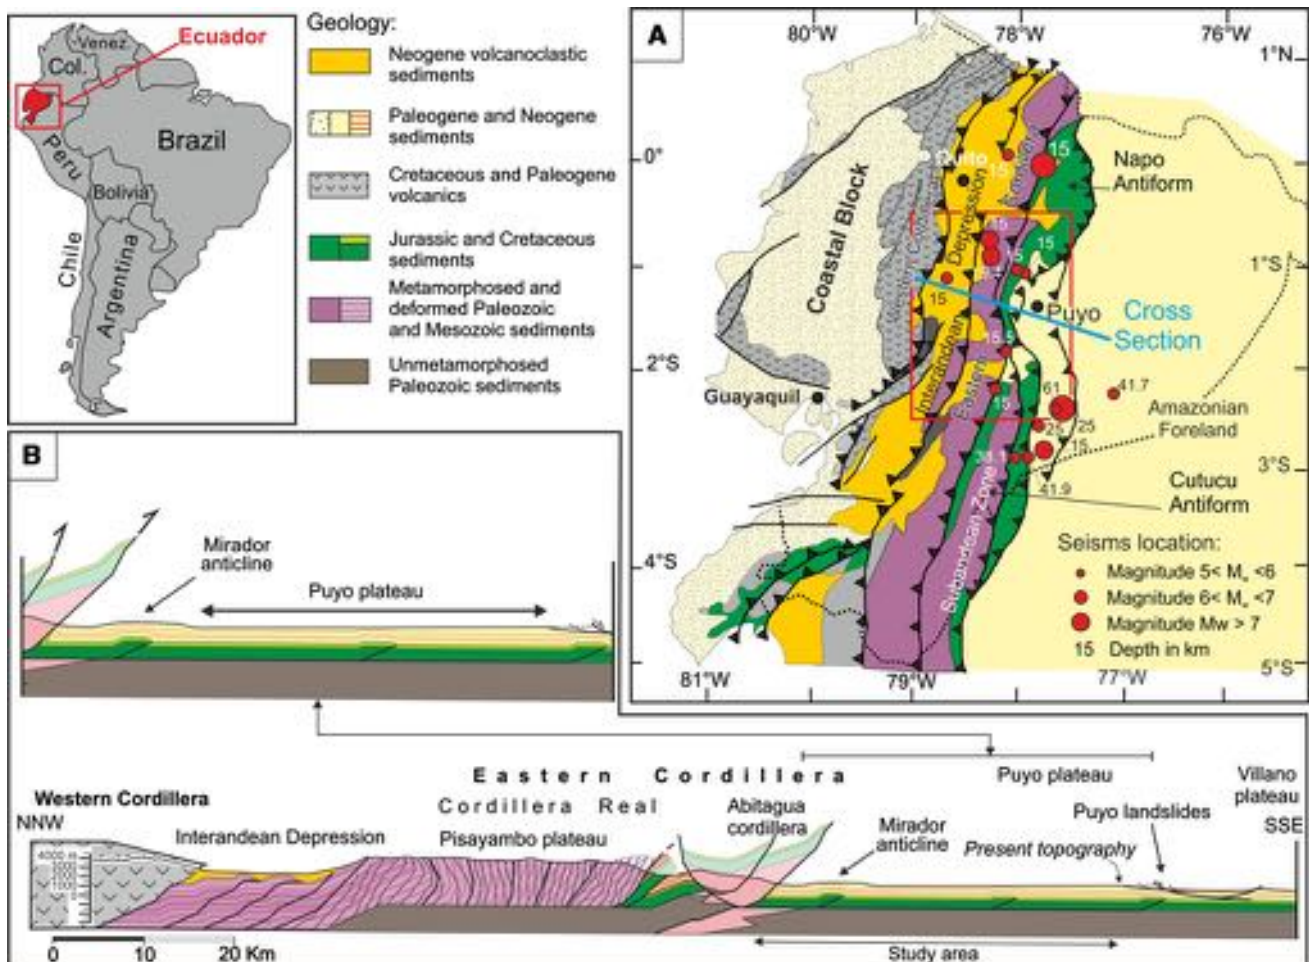 Ecuador
Venez.
Col.
Brazil
Peru
Bolivia
Chile
Argentina
Geology:
Neogene volcanoclastic
sediments
Paleogene and Neogene
sediments
Cretaceous and Paleogene
volcanics
Jurassic and Cretaceous
sediments
Metamorphosed and
deformed Paleozoic
and Mesozoic sediments
Unmetamorphosed
Paleozoic sediments
A
80°W
78°W
76°W
1°N
0°
1°S
2°S
3°S
4°S
5°S
81°W
79°W
77°W
Quito
15
15
Napo
Antiform
Coastal Block
Depression
15
15
Puyo
Cross
Section
Interandean
Eastern
Guayaquil
15
61
41.7
25
25
15
Amazonian
Foreland
41.9
Cutucu
Antiform
Subandean Zone
Seisms location:
Magnitude 5< Mw <6
Magnitude 6< Mw <7
Magnitude Mw > 7
15 Depth in km
B
Mirador
anticline
Puyo plateau
Eastern Cordillera
Puyo plateau
Villano
plateau
SSE
Western Cordillera
NNW
Cordillera Real
Abitagua
cordillera
Puyo landslides
Interandean Depression
Pisayambo plateau
Mirador
anticline
Present topography
4000 m
0
0 10 20 Km
Study area